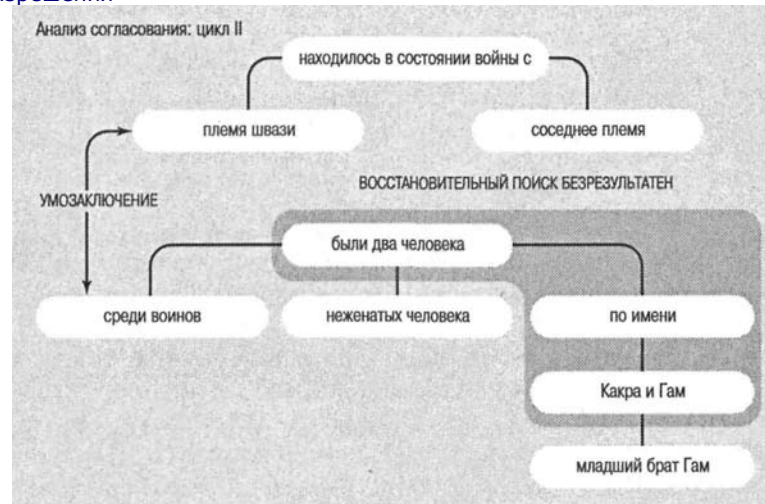 Анализ согласования: цикл II
находилось в состоянии войны с
племя швази
соседнее племя
ВОССТАНОВИТЕЛЬНЫЙ ПОИСК БЕЗРЕЗУЛЬТАТЕН
УМОЗАКЛЮЧЕНИЕ
были два человека
среди воинов
неженатых человека
по имени
Какра и Гам
младший брат Гам